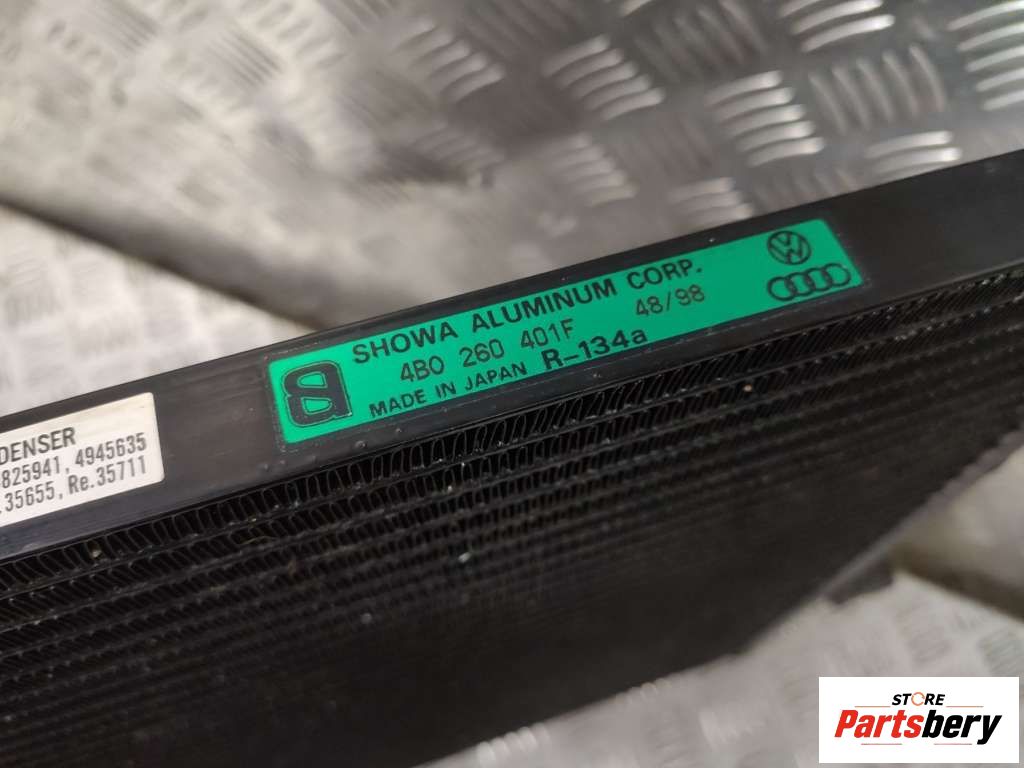 SHOWA ALUMINUM CORP.
4B0 260 401F 48/98
MADE IN JAPAN R-134a
DENSER
825941, 4945635
.35655, Re.35711
STORE
Partsbery